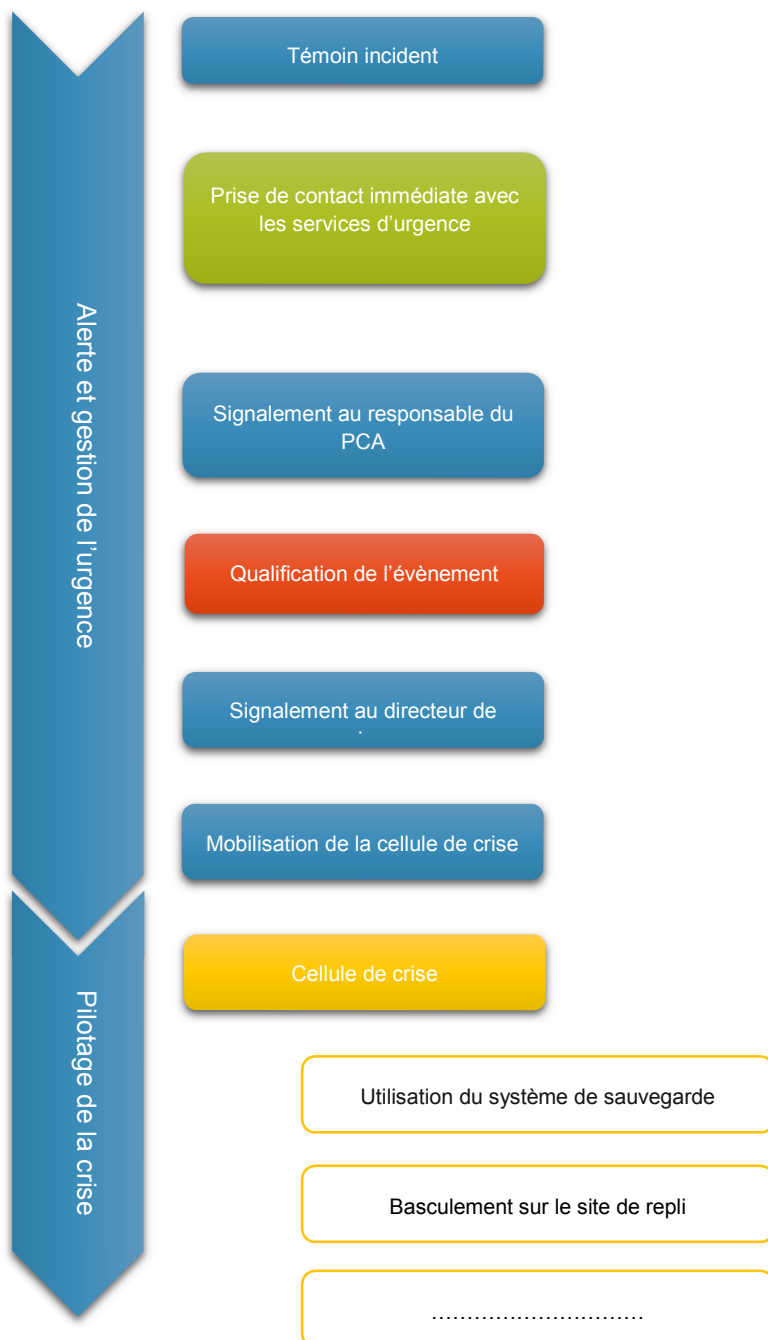 Témoin incident
Prise de contact immédiate avec
les services d'urgence
Alerte et gestion de l'urgence
Signalement au responsable du
PCA
Qualification de l'évènement
Signalement au directeur de
Mobilisation de la cellule de crise
Pilotage de la crise
Cellule de crise
Utilisation du système de sauvegarde
Basculement sur le site de repli
..............................